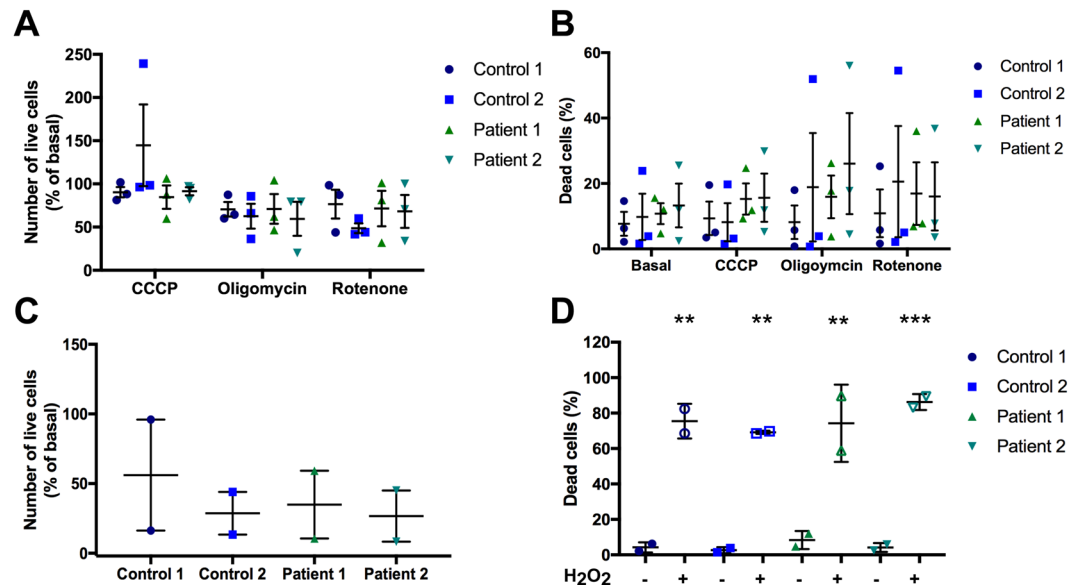 A
Number of live cells
(% of basal)
250
200
150
100
50
0
CCCP Oligomycin Rotenone
Control 1
Control 2
Patient 1
Patient 2
B
Dead cells (%)
60
40
20
0
Basal CCCP Oligoymcin Rotenone
Control 1
Control 2
Patient 1
Patient 2
C
Number of live cells
(% of basal)
150
100
50
0
Control 1 Control 2 Patient 1 Patient 2
D
** ** ** ***
Dead cells (%)
120
100
80
60
40
20
0
H2O2 - + - + - + - +
Control 1
Control 2
Patient 1
Patient 2